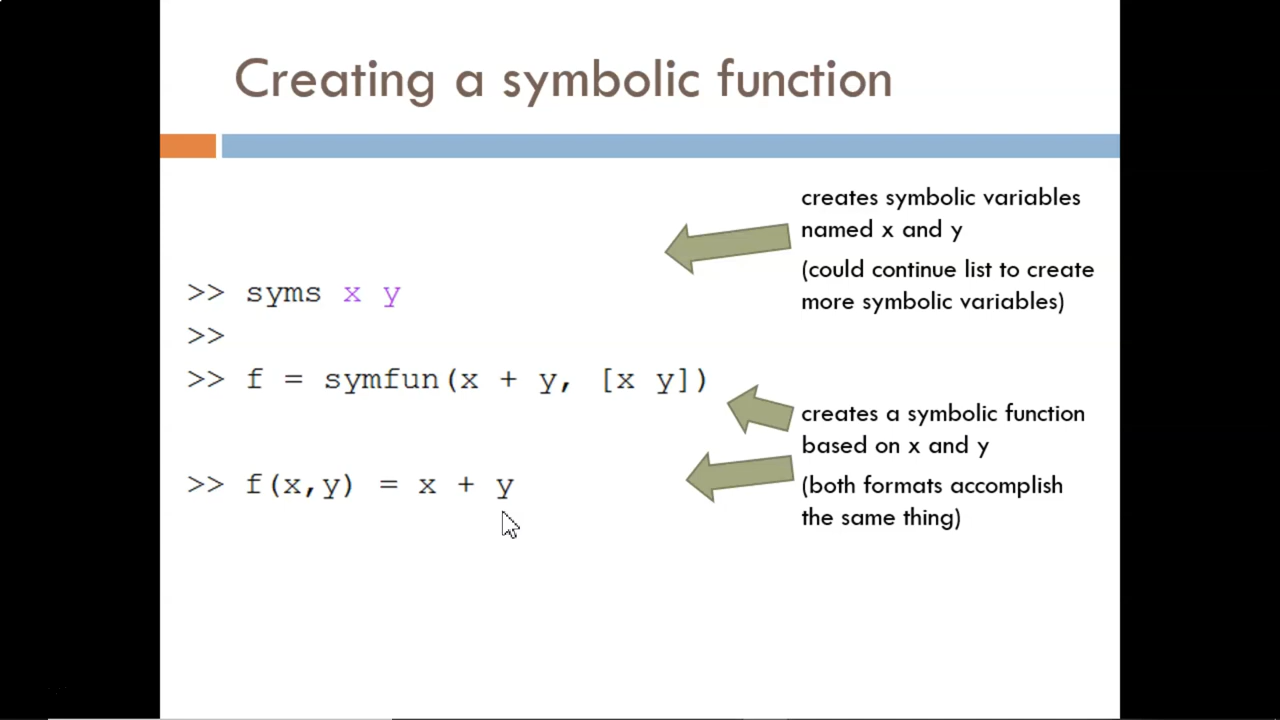 Creating a symbolic function
creates symbolic variables
named x and y
(could continue list to create
more symbolic variables)
>> syms x y
>>
>> f = symfun(x + y, [x y])
creates a symbolic function
based on x and y
>> f(x,y) = x + y
(both formats accomplish
the same thing)